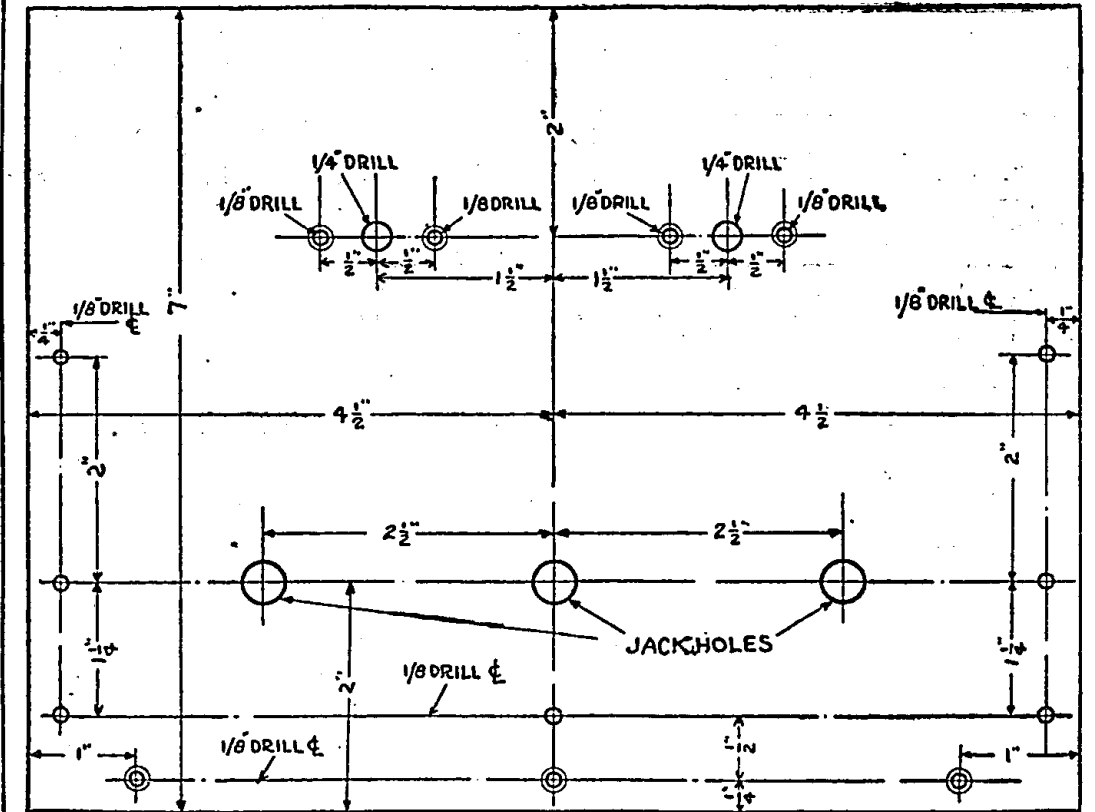 2"
1/4" DRILL
1/4" DRILL
1/8" DRILL
1/8 DRILL
1/8" DRILL
1/8" DRILL
1/2"
1/2"
1/2"
1/2"
1 1/2"
1 1/2"
7"
1/8" DRILL ℄
1/4"
1/8" DRILL ℄
1/4"
4 1/2"
4 1/2
2"
2"
2 1/2"
2 1/2"
JACK HOLES
1 1/4"
1 1/4"
2"
1/8 DRILL ℄
1/2"
1"
1/8" DRILL ℄
1"
1/4"